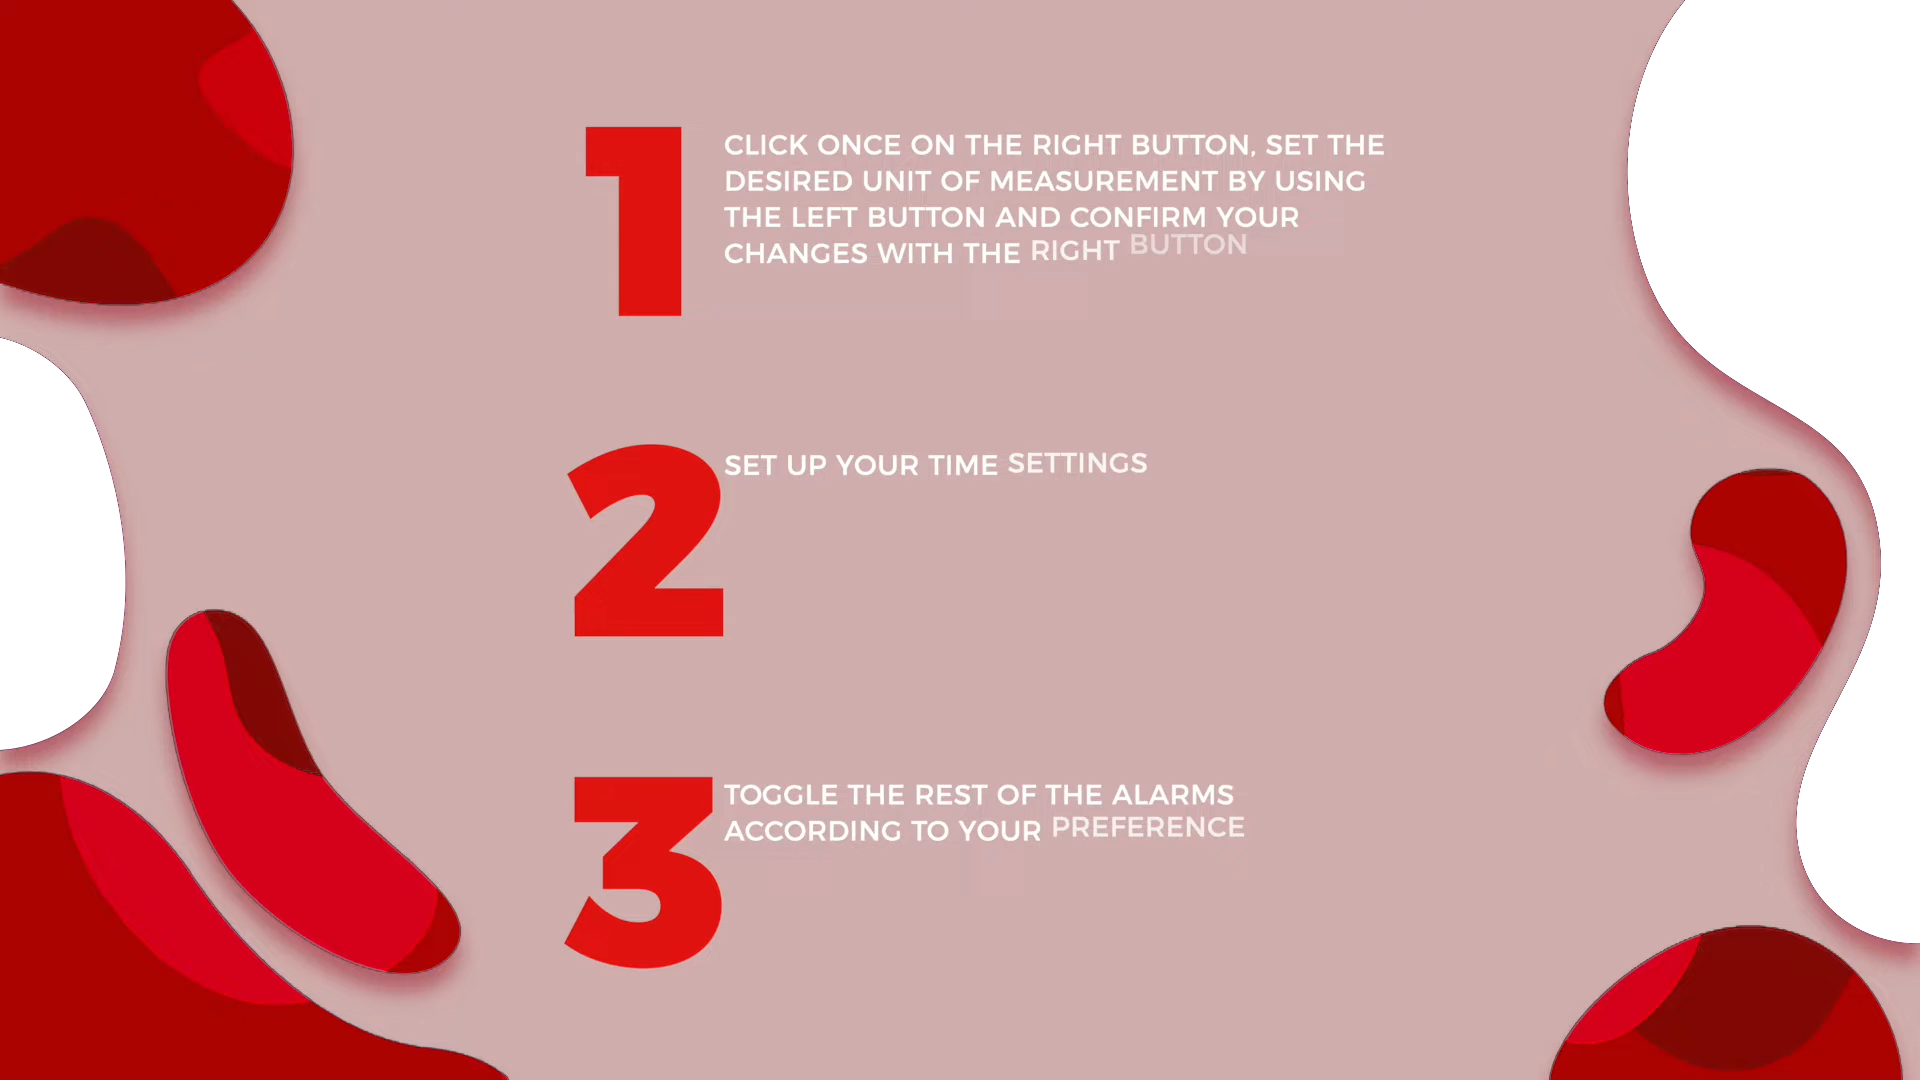 1
CLICK ONCE ON THE RIGHT BUTTON, SET THE
DESIRED UNIT OF MEASUREMENT BY USING
THE LEFT BUTTON AND CONFIRM YOUR
CHANGES WITH THE RIGHT BUTTON
2
SET UP YOUR TIME SETTINGS
3
TOGGLE THE REST OF THE ALARMS
ACCORDING TO YOUR PREFERENCE